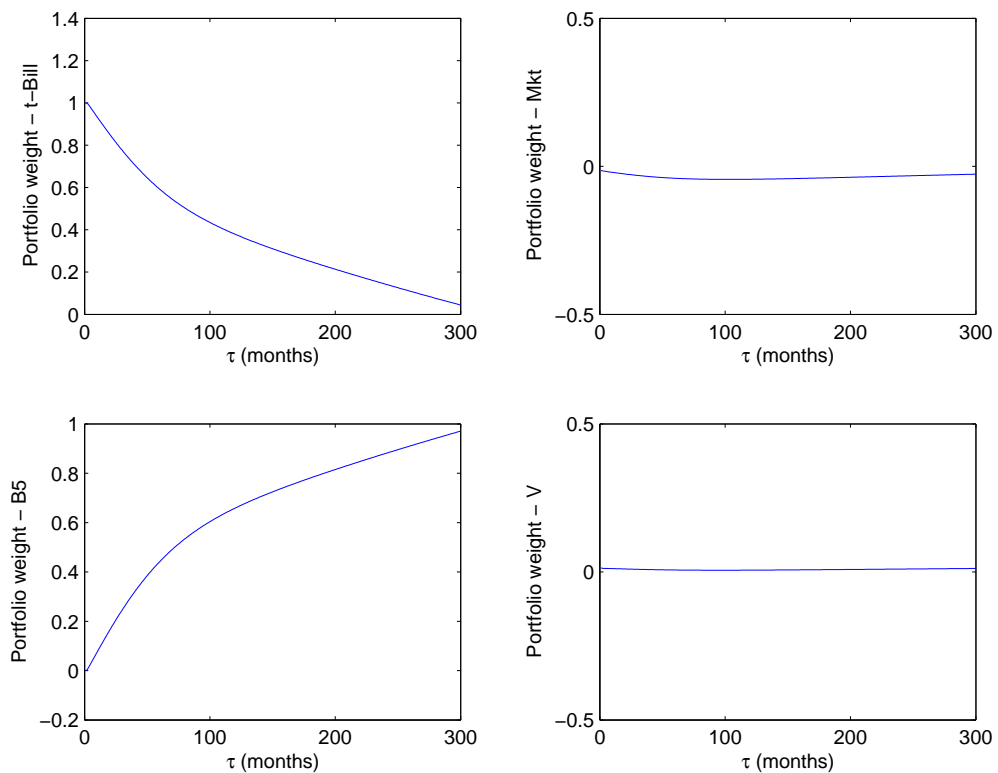 1.4
1.2
1
0.8
0.6
0.4
0.2
0
0 100 200 300
τ (months)
Portfolio weight − t−Bill
0.5
0
−0.5
0 100 200 300
τ (months)
Portfolio weight − Mkt
1
0.8
0.6
0.4
0.2
0
−0.2
0 100 200 300
τ (months)
Portfolio weight − B5
0.5
0
−0.5
0 100 200 300
τ (months)
Portfolio weight − V